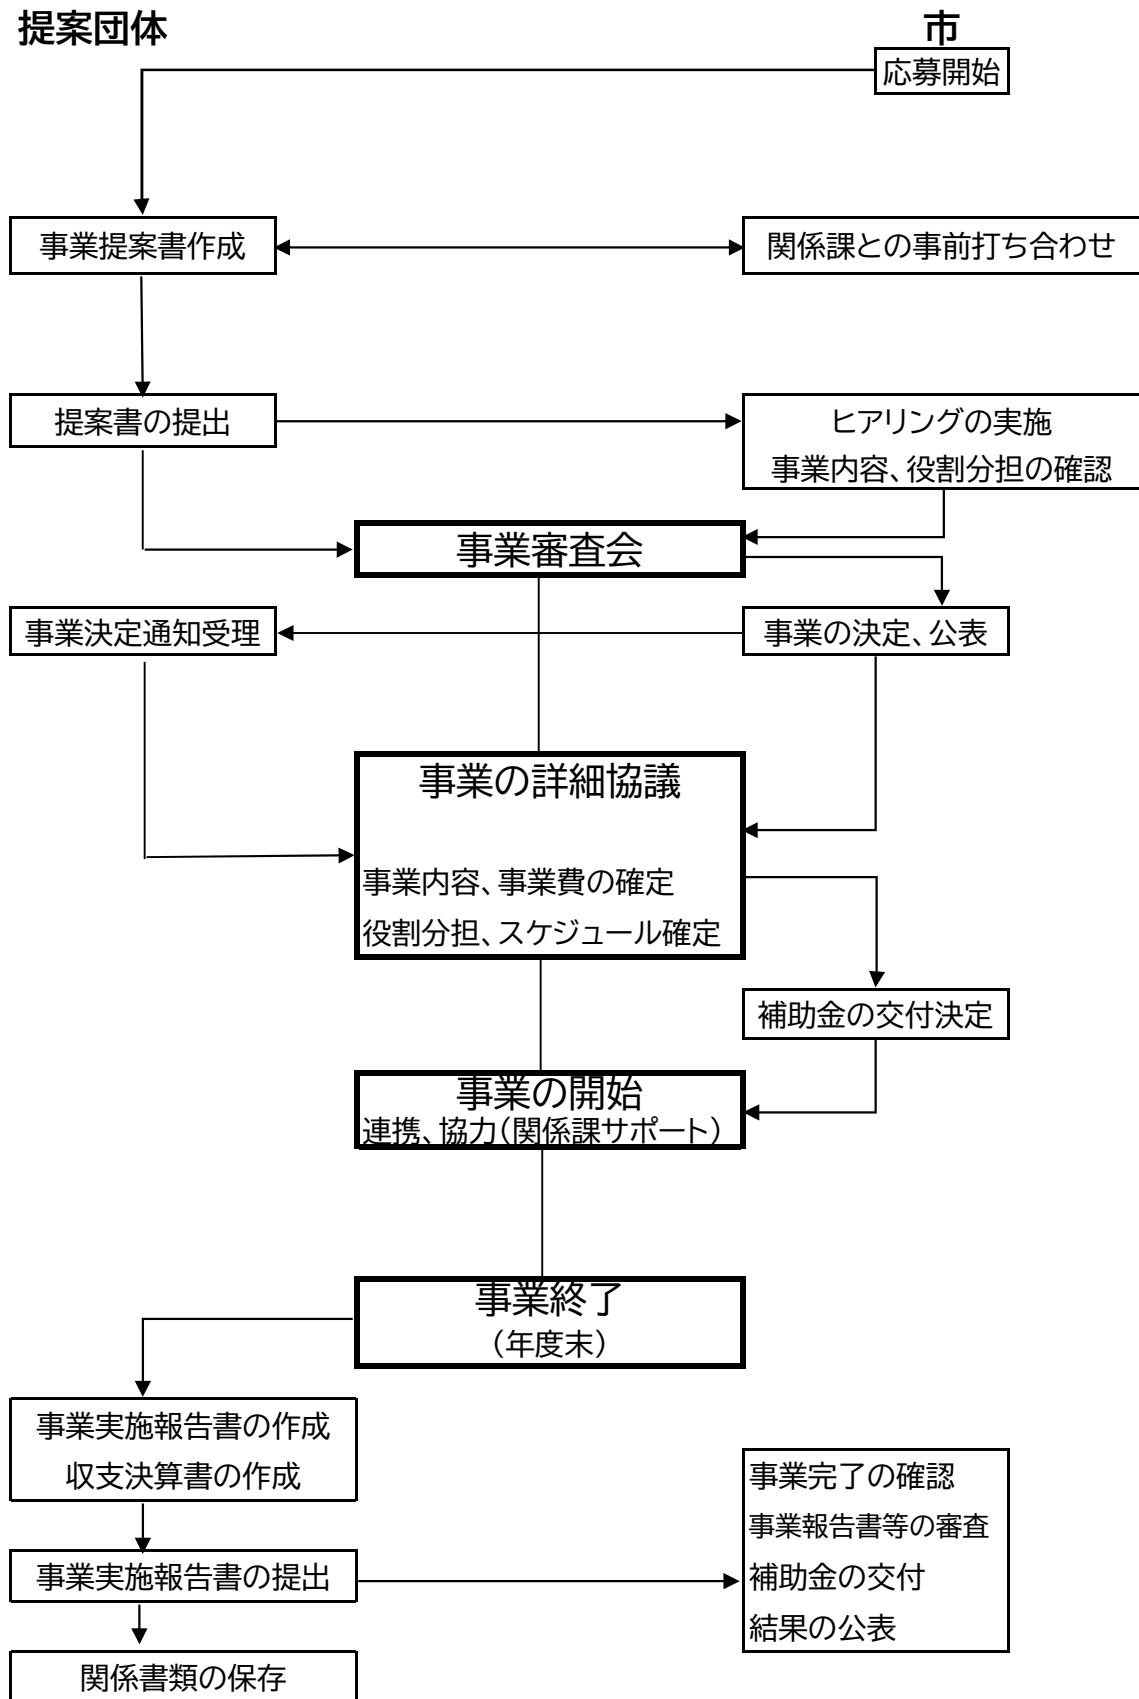 提案団体
市
応募開始
事業提案書作成
関係課との事前打ち合わせ
提案書の提出
ヒアリングの実施
事業内容、役割分担の確認
事業審査会
事業決定通知受理
事業の決定、公表
事業の詳細協議
事業内容、事業費の確定
役割分担、スケジュール確定
補助金の交付決定
事業の開始
連携、協力(関係課サポート)
事業終了
(年度末)
事業実施報告書の作成
収支決算書の作成
事業完了の確認
事業報告書等の審査
事業実施報告書の提出
補助金の交付
結果の公表
関係書類の保存